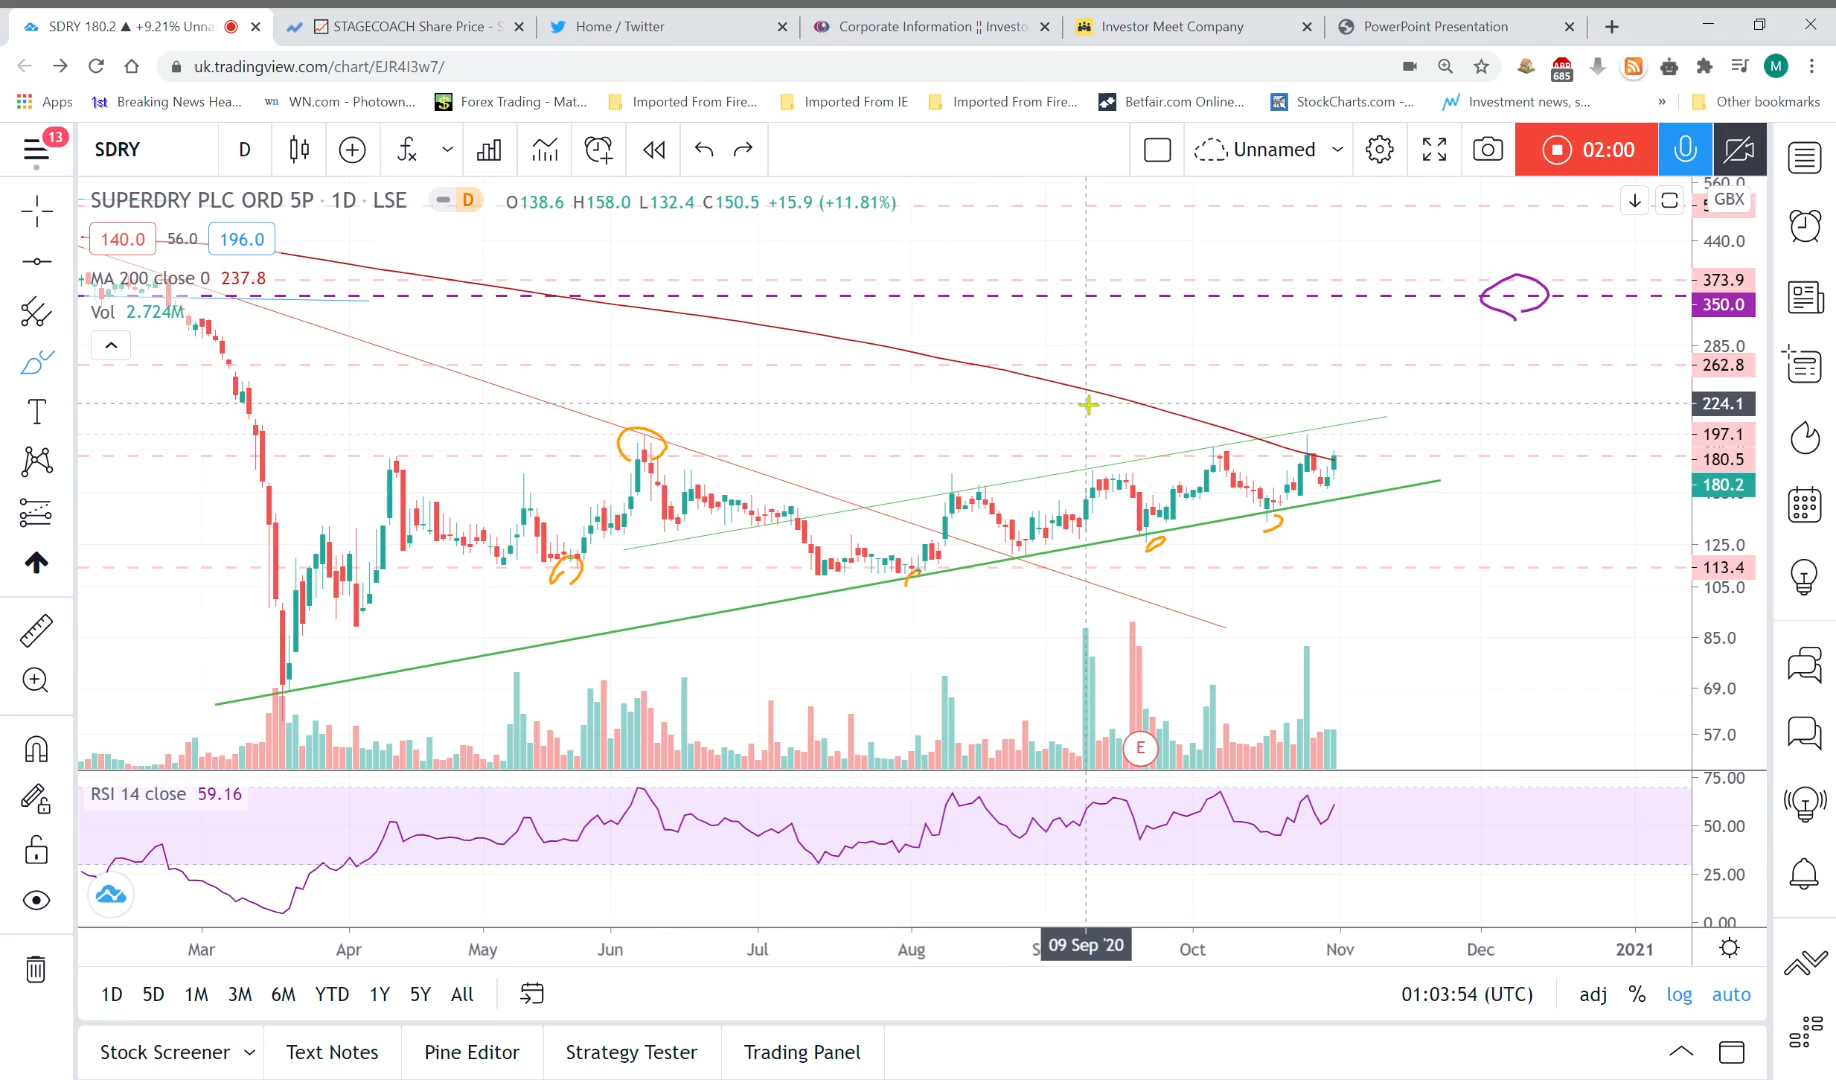 SDRY 180.2 ▲ +9.21% Unna
STAGECOACH Share Price - S
Home / Twitter
Corporate Information ¦¦ Investo
Investor Meet Company
PowerPoint Presentation
uk.tradingview.com/chart/EJR4I3w7/
ABP
685
M
Apps
1st Breaking News Hea...
wn WN.com - Photown...
Forex Trading - Mat...
Imported From Fire...
Imported From IE
Imported From Fire...
Betfair.com Online...
StockCharts.com -...
Investment news, s...
»
Other bookmarks
13
SDRY
D
Unnamed
02:00
SUPERDRY PLC ORD 5P · 1D · LSE
D
O138.6 H158.0 L132.4 C150.5 +15.9 (+11.81%)
560.0
GBX
140.0 56.0 196.0
440.0
MA 200 close 0 237.8
373.9
350.0
Vol 2.724M
285.0
262.8
224.1
197.1
180.5
180.2
125.0
113.4
105.0
85.0
69.0
57.0
E
RSI 14 close 59.16
75.00
50.00
25.00
0.00
Mar Apr May Jun Jul Aug S 09 Sep '20 Oct Nov Dec 2021
1D 5D 1M 3M 6M YTD 1Y 5Y All
01:03:54 (UTC) adj % log auto
Stock Screener Text Notes Pine Editor Strategy Tester Trading Panel